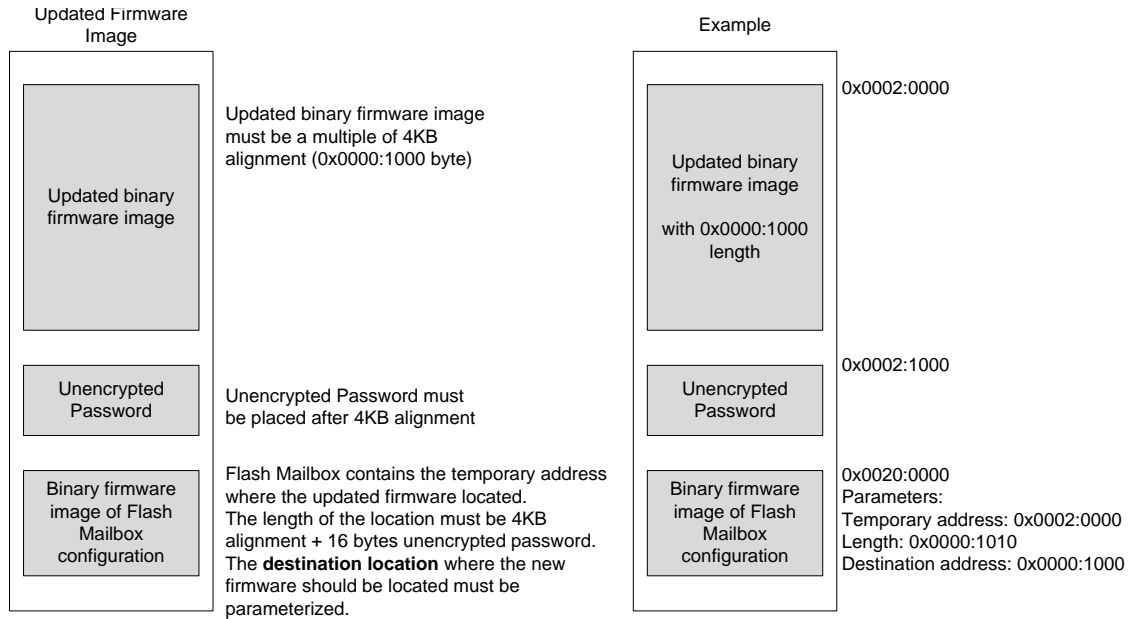 Updated Firmware
Image
Updated binary
firmware image
Updated binary firmware image
must be a multiple of 4KB
alignment (0x0000:1000 byte)
Unencrypted
Password
Unencrypted Password must
be placed after 4KB alignment
Binary firmware
image of Flash
Mailbox
configuration
Flash Mailbox contains the temporary address
where the updated firmware located.
The length of the location must be 4KB
alignment + 16 bytes unencrypted password.
The destination location where the new
firmware should be located must be
parameterized.
Example
0x0002:0000
Updated binary
firmware image
with 0x0000:1000
length
0x0002:1000
Unencrypted
Password
Binary firmware
image of Flash
Mailbox
configuration
0x0020:0000
Parameters:
Temporary address: 0x0002:0000
Length: 0x0000:1010
Destination address: 0x0000:1000